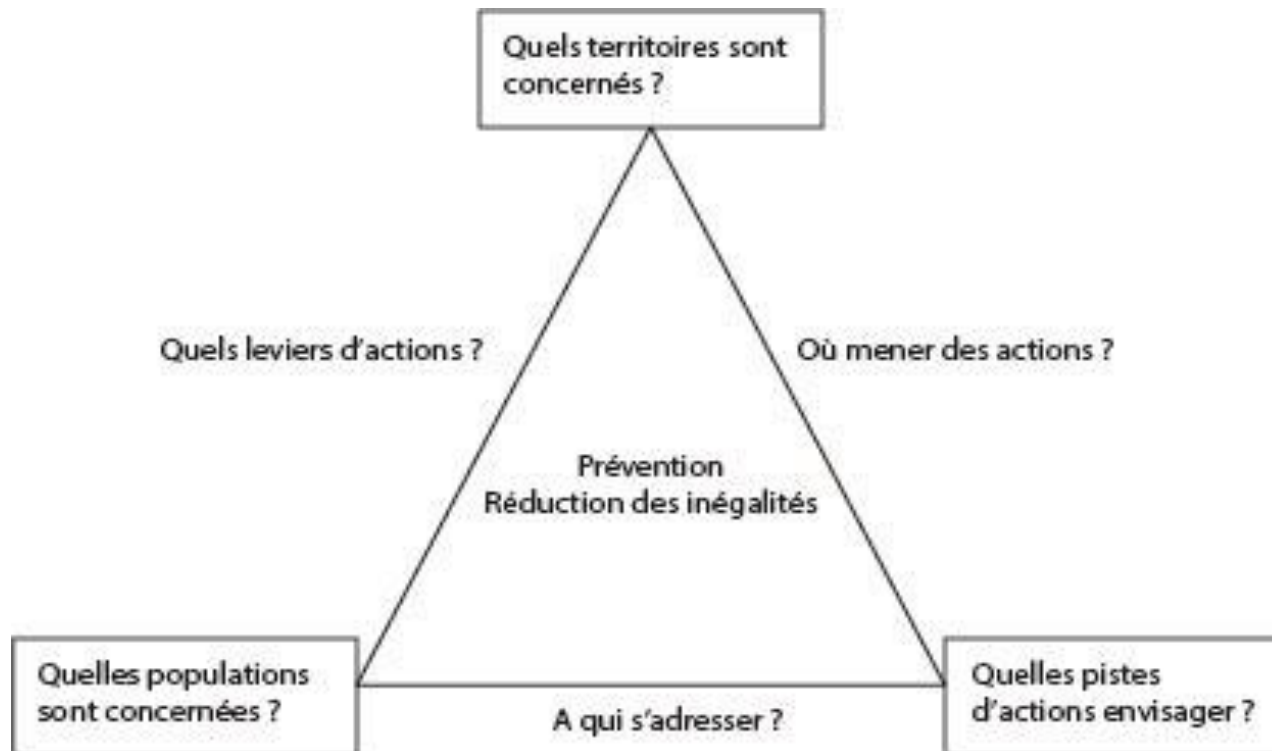 Quels territoires sont
concernés ?
Quels leviers d'actions ?
Où mener des actions ?
Prévention
Réduction des inégalités
Quelles populations
sont concernées ?
A qui s'adresser ?
Quelles pistes
d'actions envisager ?